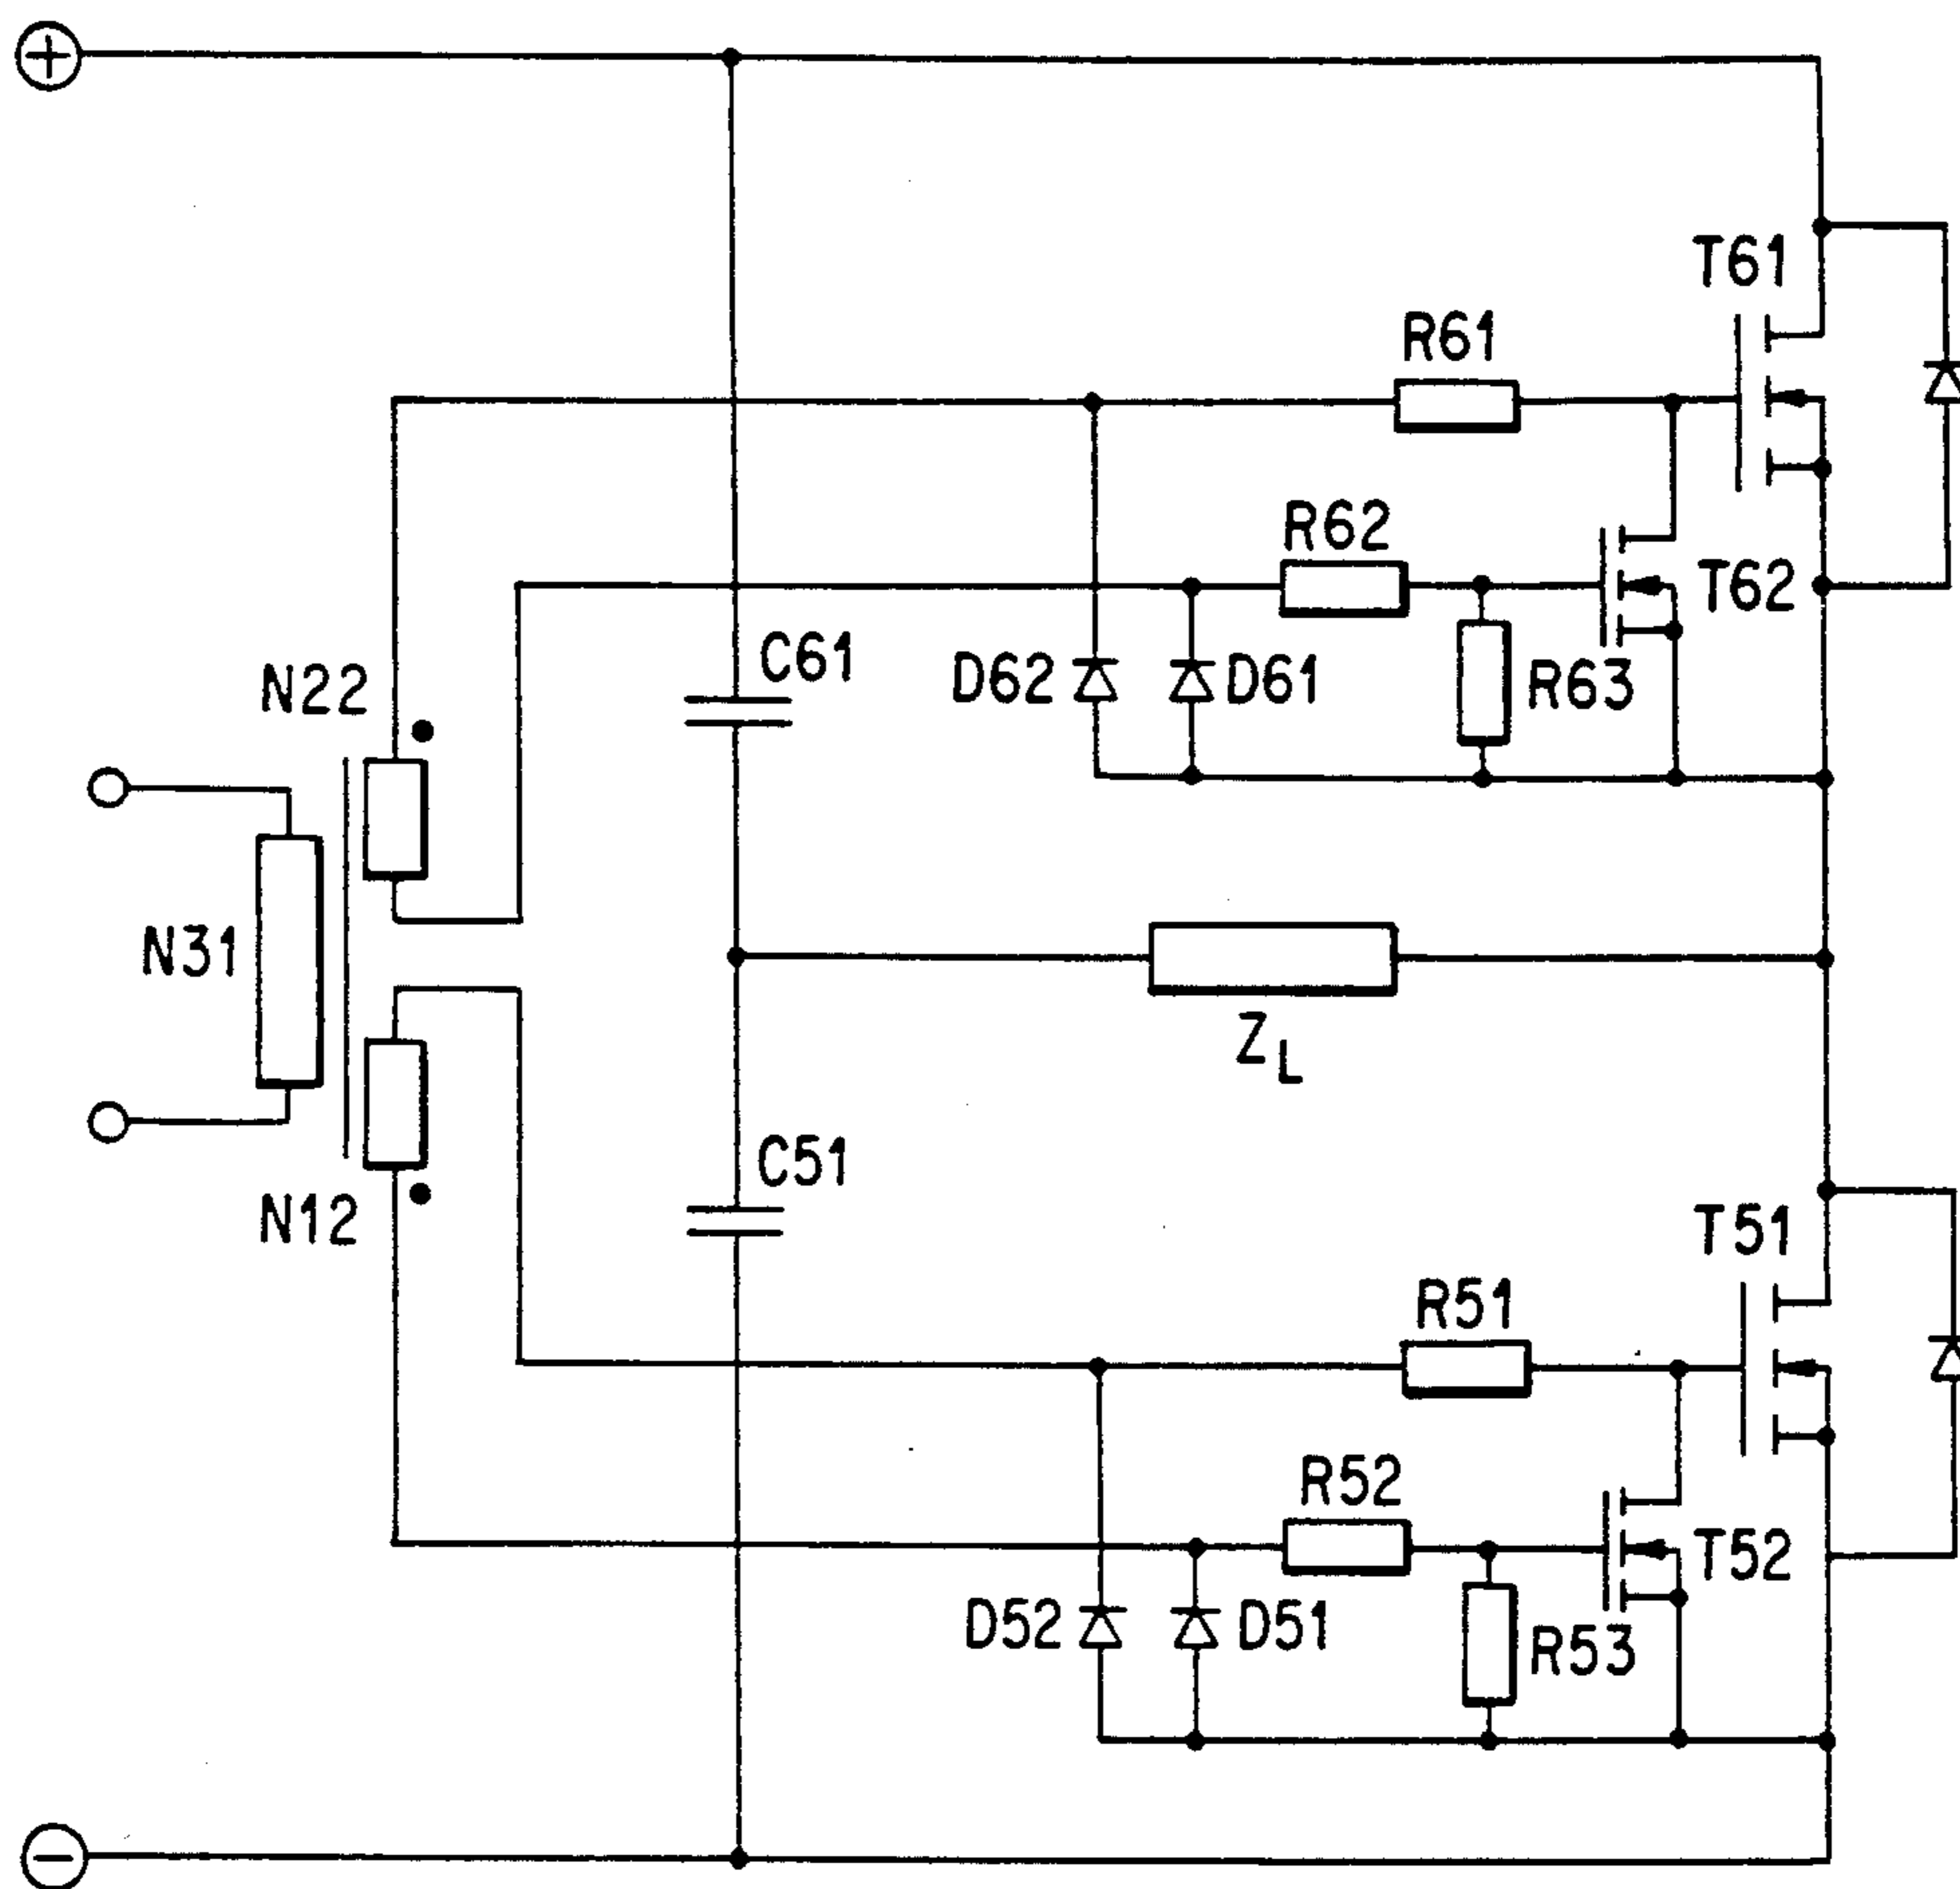 +
T61
R61
R62
T62
C61
D62
D61
R63
N22
N31
Z_L
C51
N12
T51
R51
R52
T52
D52
D51
R53
−